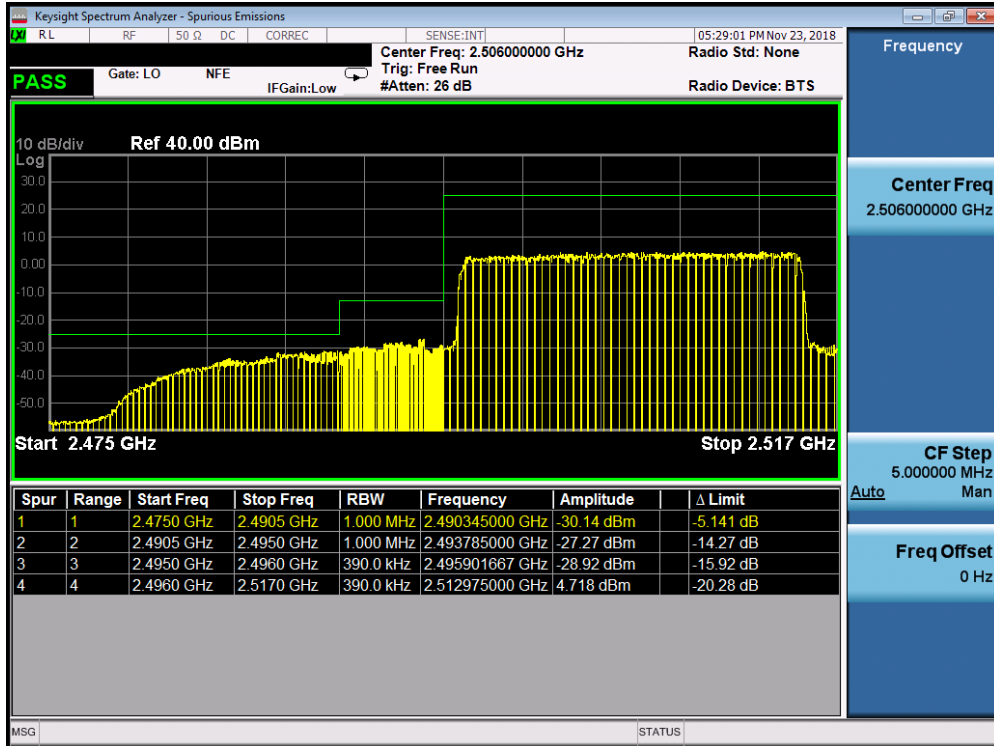 Keysight Spectrum Analyzer - Spurious Emissions
LXI RL RF 50 Ω DC CORREC SENSE:INT 05:29:01 PM Nov 23, 2018
Center Freq: 2.506000000 GHz Radio Std: None
PASS Gate: LO NFE Trig: Free Run
IFGain:Low #Atten: 26 dB Radio Device: BTS
10 dB/div Ref 40.00 dBm
Log
30.0
20.0
10.0
0.00
-10.0
-20.0
-30.0
-40.0
-50.0
Start 2.475 GHz Stop 2.517 GHz
Spur Range Start Freq Stop Freq RBW Frequency Amplitude Δ Limit
1 1 2.4750 GHz 2.4905 GHz 1.000 MHz 2.490345000 GHz -30.14 dBm -5.141 dB
2 2 2.4905 GHz 2.4950 GHz 1.000 MHz 2.493785000 GHz -27.27 dBm -14.27 dB
3 3 2.4950 GHz 2.4960 GHz 390.0 kHz 2.495901667 GHz -28.92 dBm -15.92 dB
4 4 2.4960 GHz 2.5170 GHz 390.0 kHz 2.512975000 GHz 4.718 dBm -20.28 dB
MSG STATUS
Frequency
Center Freq
2.506000000 GHz
CF Step
5.000000 MHz
Auto Man
Freq Offset
0 Hz